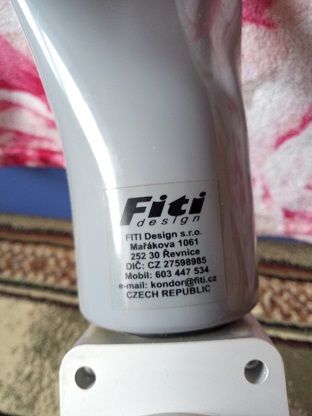 Fiti
design
FITI Design s.r.o.
Mařákova 1061
252 30 Řevnice
DIČ: CZ 27598985
Mobil: 603 447 534
e-mail: kondor@fiti.cz
CZECH REPUBLIC